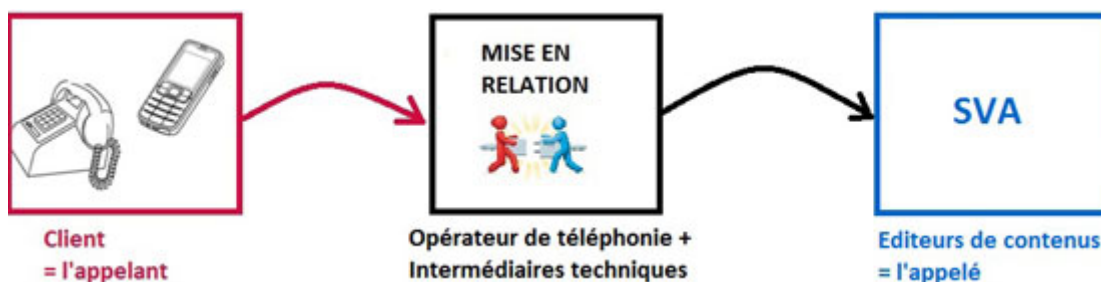 MISE EN
RELATION
SVA
Client
= l'appelant
Opérateur de téléphonie +
Intermédiaires techniques
Editeurs de contenus
= l'appelé